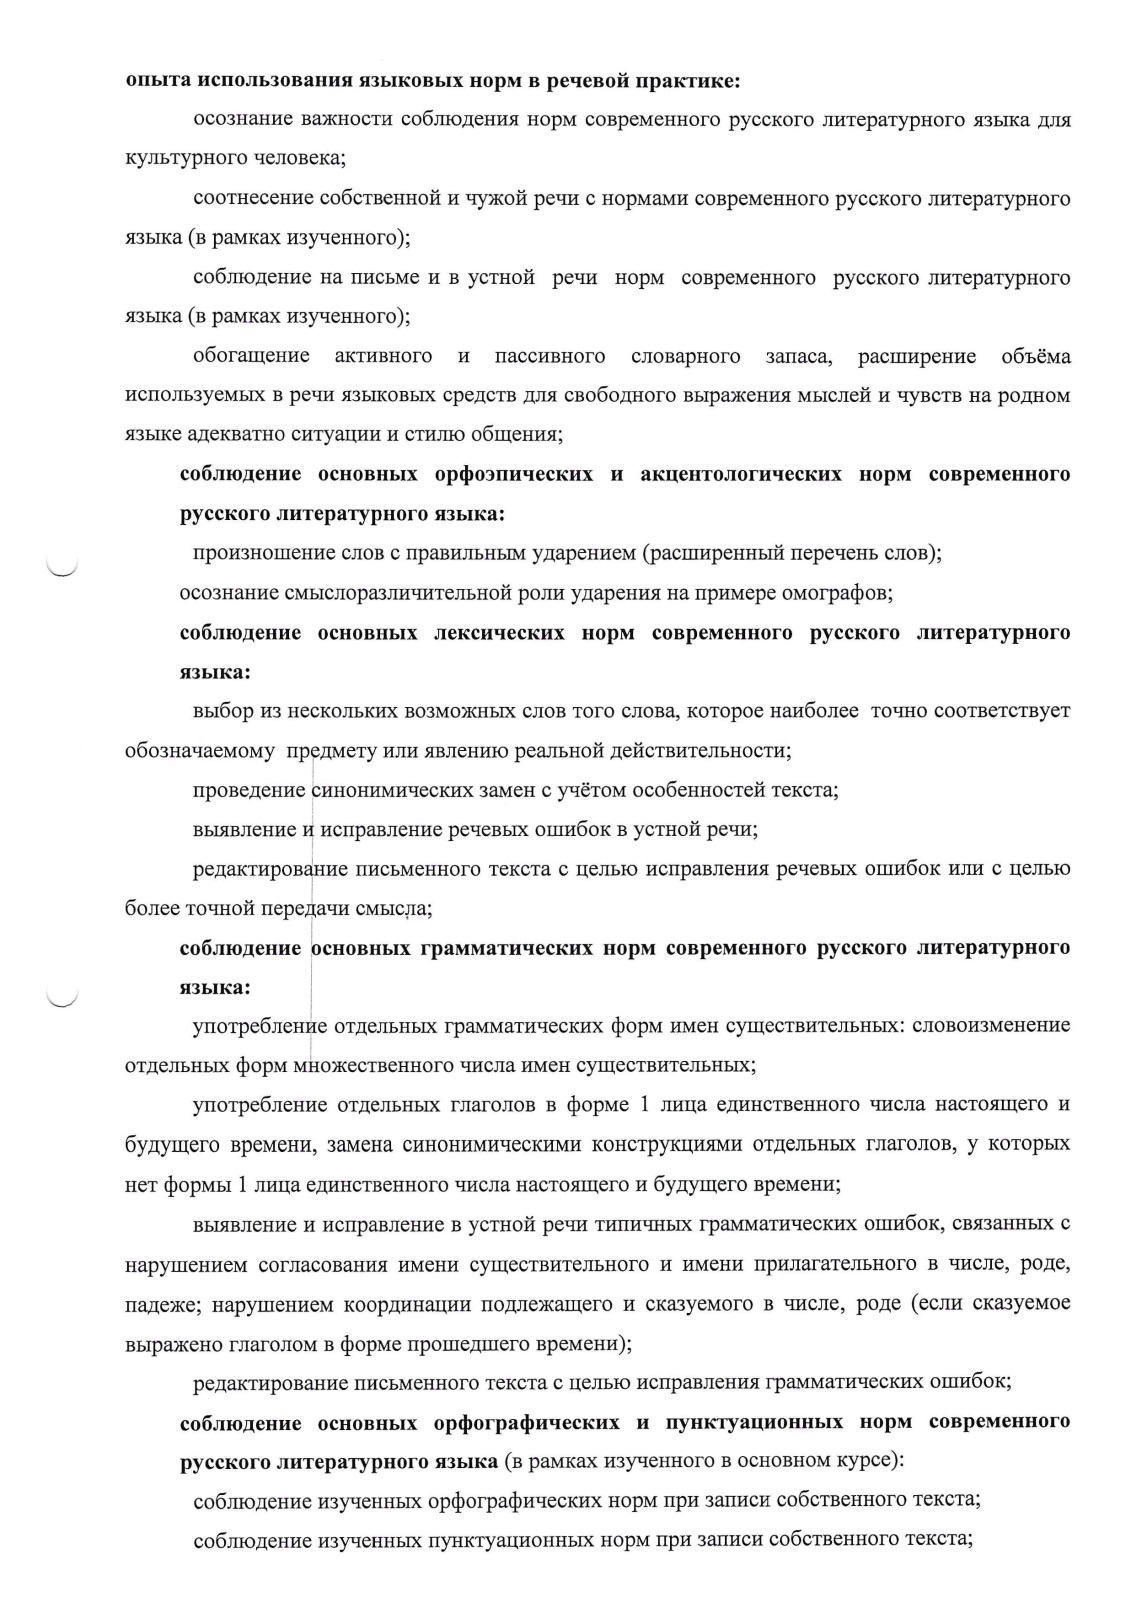 опыта использования языковых норм в речевой практике:
осознание важности соблюдения норм современного русского литературного языка для
культурного человека;
соотнесение собственной и чужой речи с нормами современного русского литературного
языка (в рамках изученного);
соблюдение на письме и в устной речи норм современного русского литературного
языка (в рамках изученного);
обогащение активного и пассивного словарного запаса, расширение объёма
используемых в речи языковых средств для свободного выражения мыслей и чувств на родном
языке адекватно ситуации и стилю общения;
соблюдение основных орфоэпических и акцентологических норм современного
русского литературного языка:
произношение слов с правильным ударением (расширенный перечень слов);
осознание смыслоразличительной роли ударения на примере омографов;
соблюдение основных лексических норм современного русского литературного
языка:
выбор из нескольких возможных слов того слова, которое наиболее точно соответствует
обозначаемому предмету или явлению реальной действительности;
проведение синонимических замен с учётом особенностей текста;
выявление и исправление речевых ошибок в устной речи;
редактирование письменного текста с целью исправления речевых ошибок или с целью
более точной передачи смысла;
соблюдение основных грамматических норм современного русского литературного
языка:
употребление отдельных грамматических форм имен существительных: словоизменение
отдельных форм множественного числа имен существительных;
употребление отдельных глаголов в форме 1 лица единственного числа настоящего и
будущего времени, замена синонимическими конструкциями отдельных глаголов, у которых
нет формы 1 лица единственного числа настоящего и будущего времени;
выявление и исправление в устной речи типичных грамматических ошибок, связанных с
нарушением согласования имени существительного и имени прилагательного в числе, роде,
падеже; нарушением координации подлежащего и сказуемого в числе, роде (если сказуемое
выражено глаголом в форме прошедшего времени);
редактирование письменного текста с целью исправления грамматических ошибок;
соблюдение основных орфографических и пунктуационных норм современного
русского литературного языка (в рамках изученного в основном курсе):
соблюдение изученных орфографических норм при записи собственного текста;
соблюдение изученных пунктуационных норм при записи собственного текста;